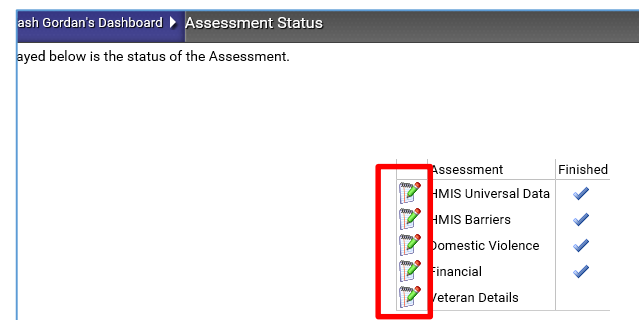 ash Gordan's Dashboard Assessment Status
ayed below is the status of the Assessment.
Assessment Finished
HMIS Universal Data
HMIS Barriers
Domestic Violence
Financial
Veteran Details